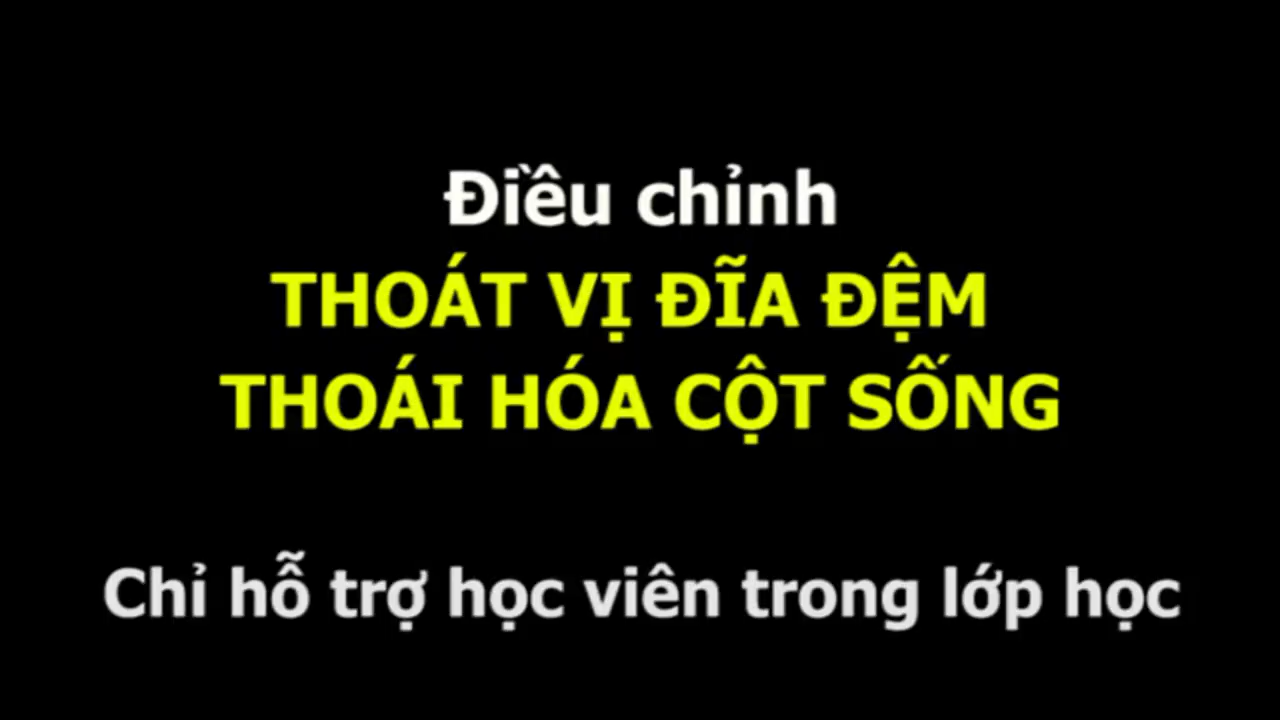 Điều chỉnh
THOÁT VỊ ĐĨA ĐỆM
THOÁI HÓA CỘT SỐNG
Chỉ hỗ trợ học viên trong lớp học